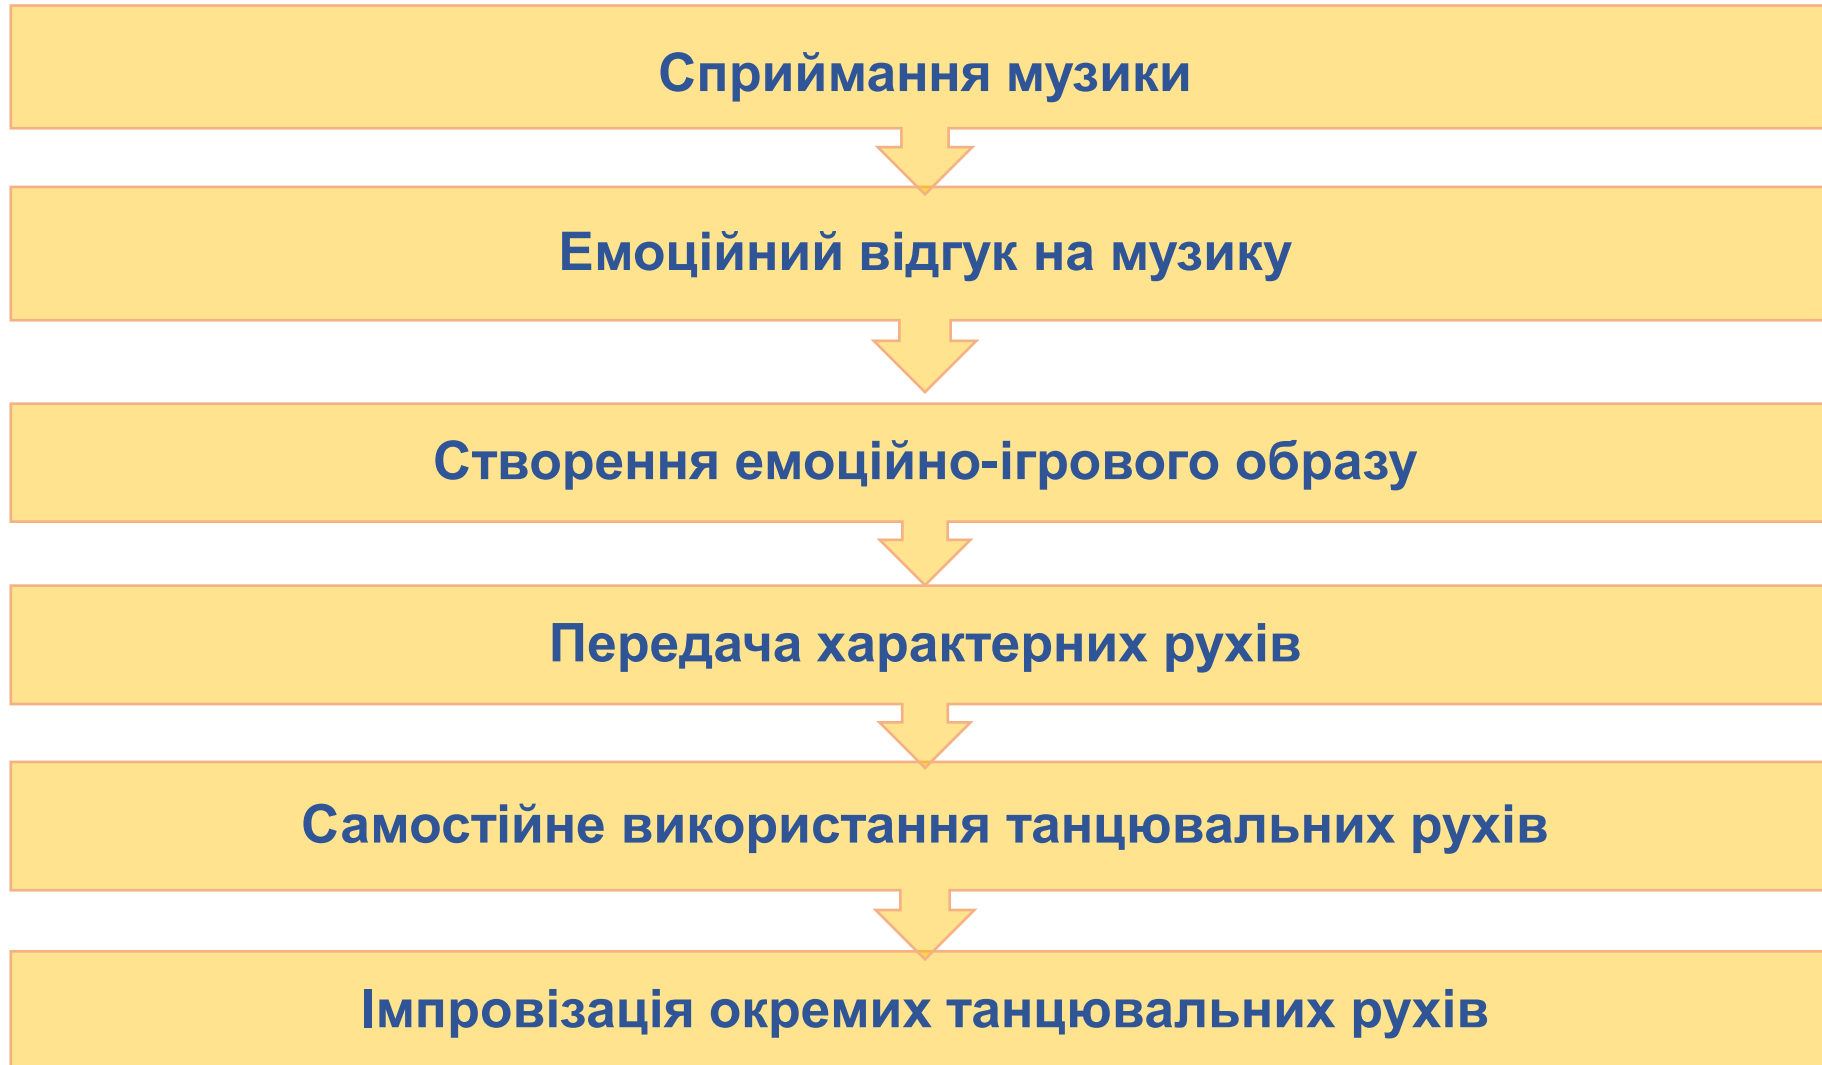 Сприймання музики
Емоційний відгук на музику
Створення емоційно-ігрового образу
Передача характерних рухів
Самостійне використання танцювальних рухів
Імпровізація окремих танцювальних рухів